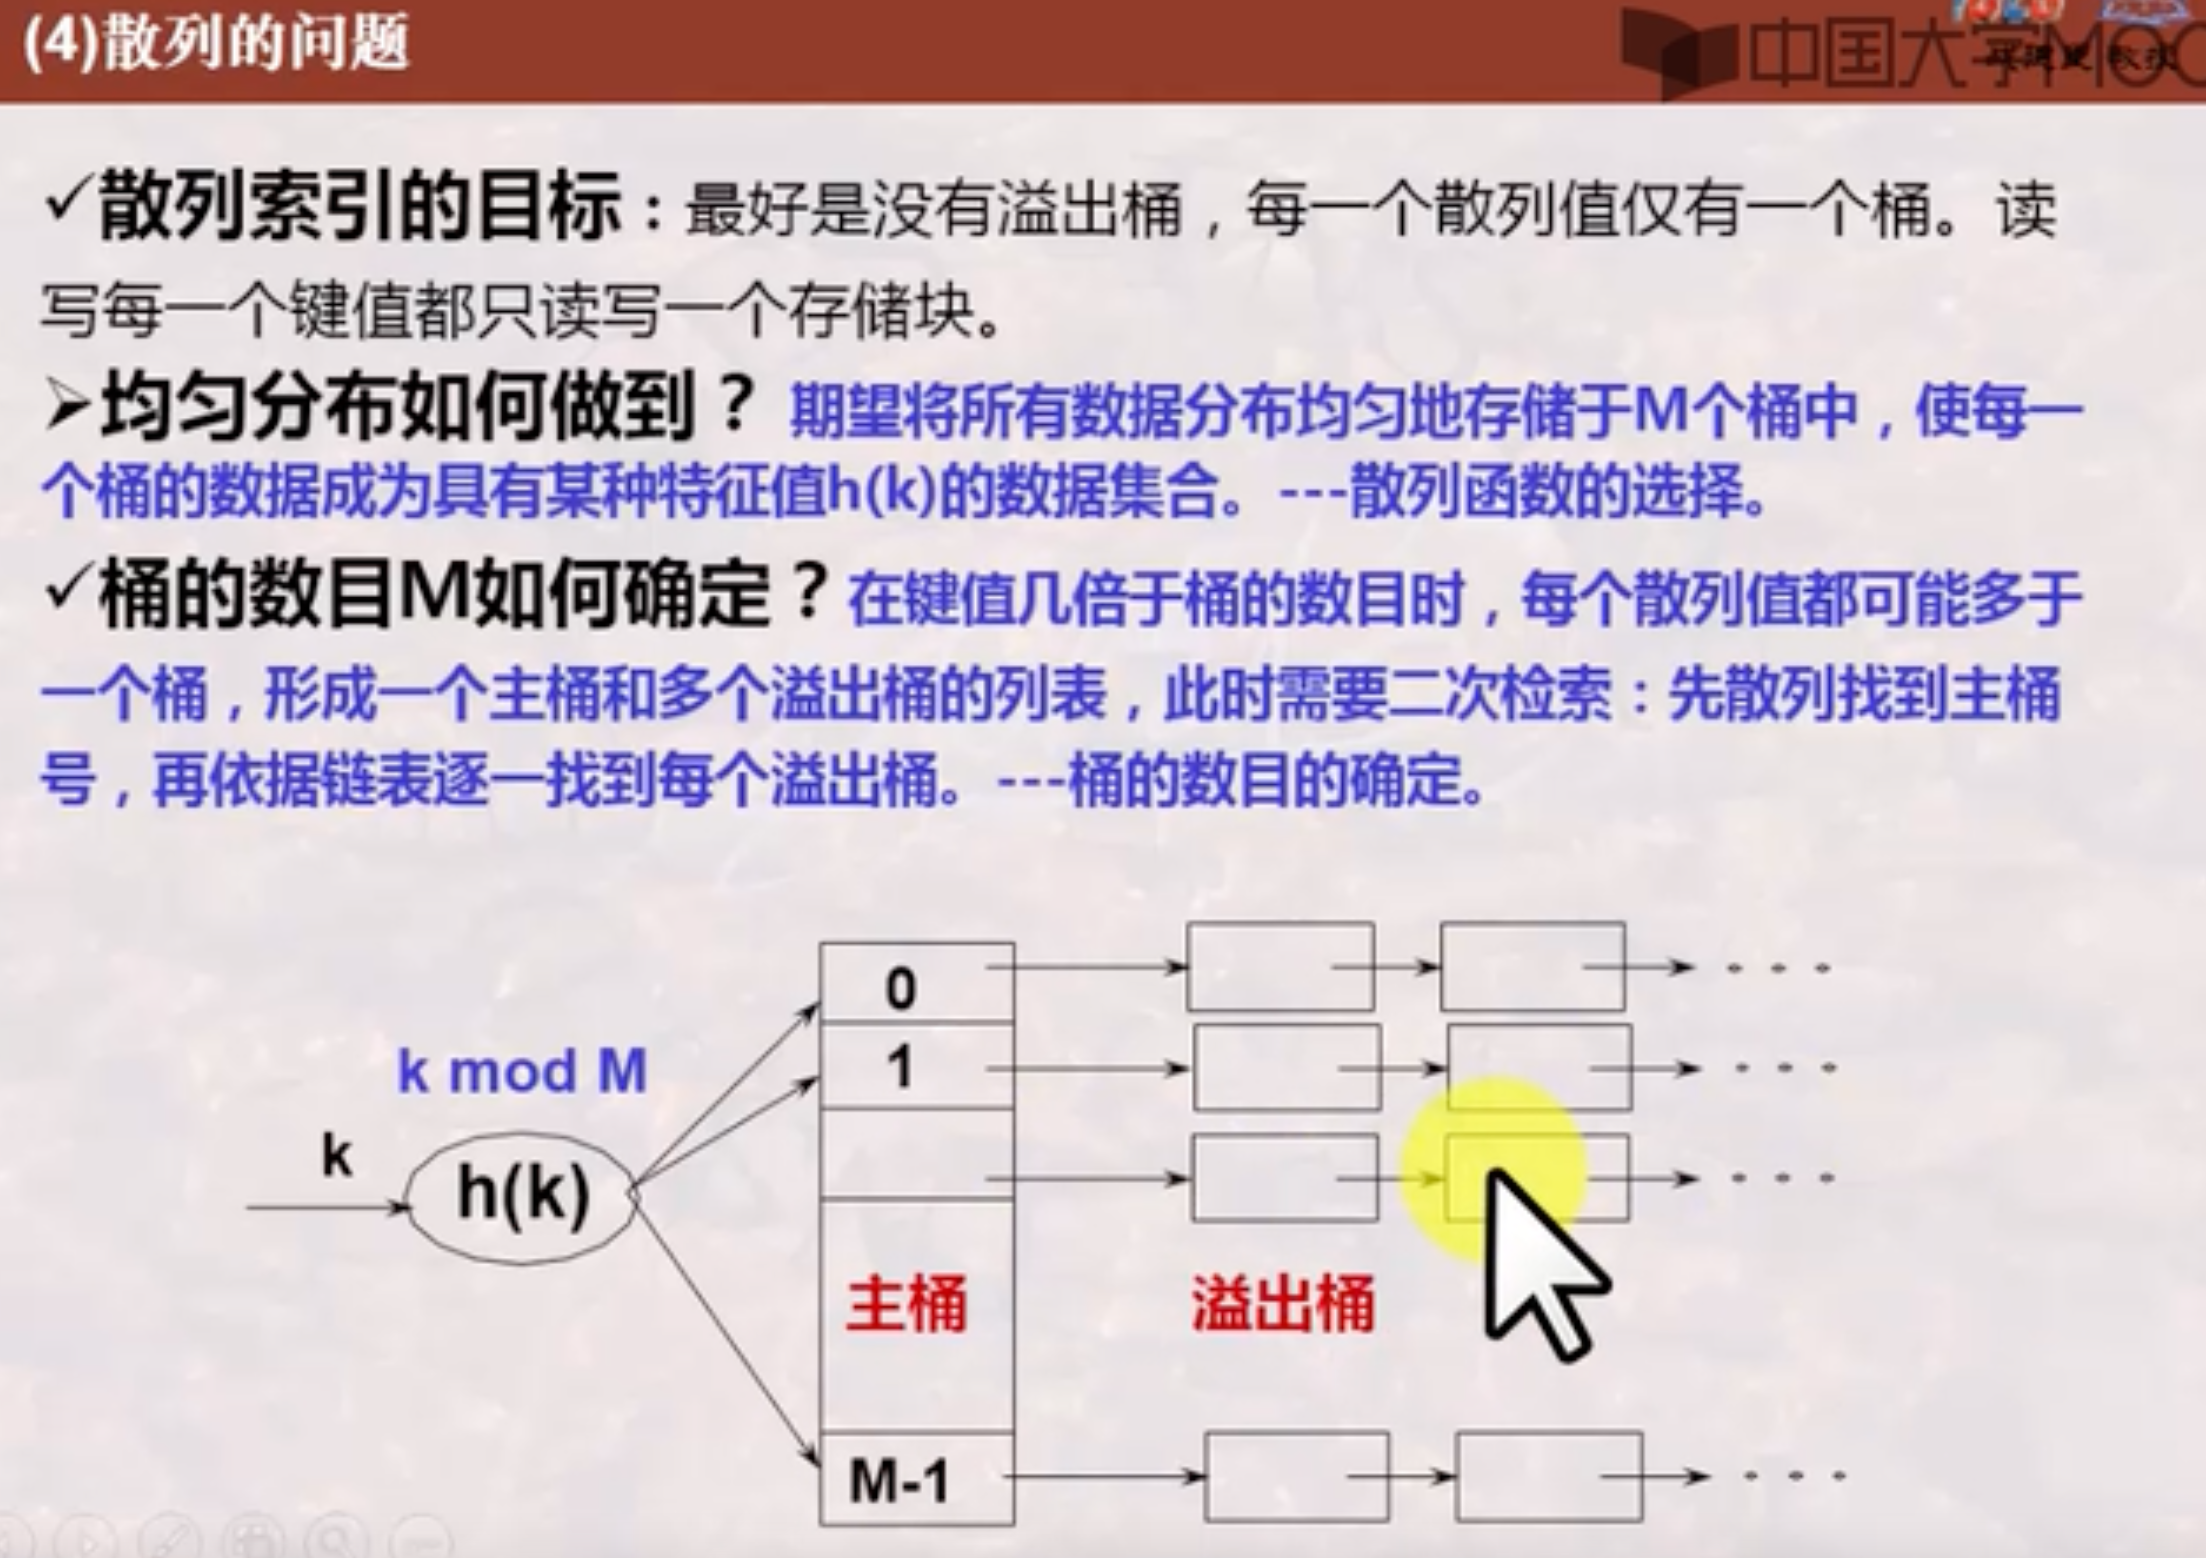 (4)散列的问题
中国大学MOO
✓散列索引的目标：最好是没有溢出桶，每一个散列值仅有一个桶。读
写每一个键值都只读写一个存储块。
➢均匀分布如何做到？期望将所有数据分布均匀地存储于M个桶中，使每一
个桶的数据成为具有某种特征值h(k)的数据集合。---散列函数的选择。
✓桶的数目M如何确定？在键值几倍于桶的数目时，每个散列值都可能多于
一个桶，形成一个主桶和多个溢出桶的列表，此时需要二次检索：先散列找到主桶
号，再依据链表逐一找到每个溢出桶。---桶的数目的确定。
0
k mod M
1
k
h(k)
主桶
溢出桶
M-1